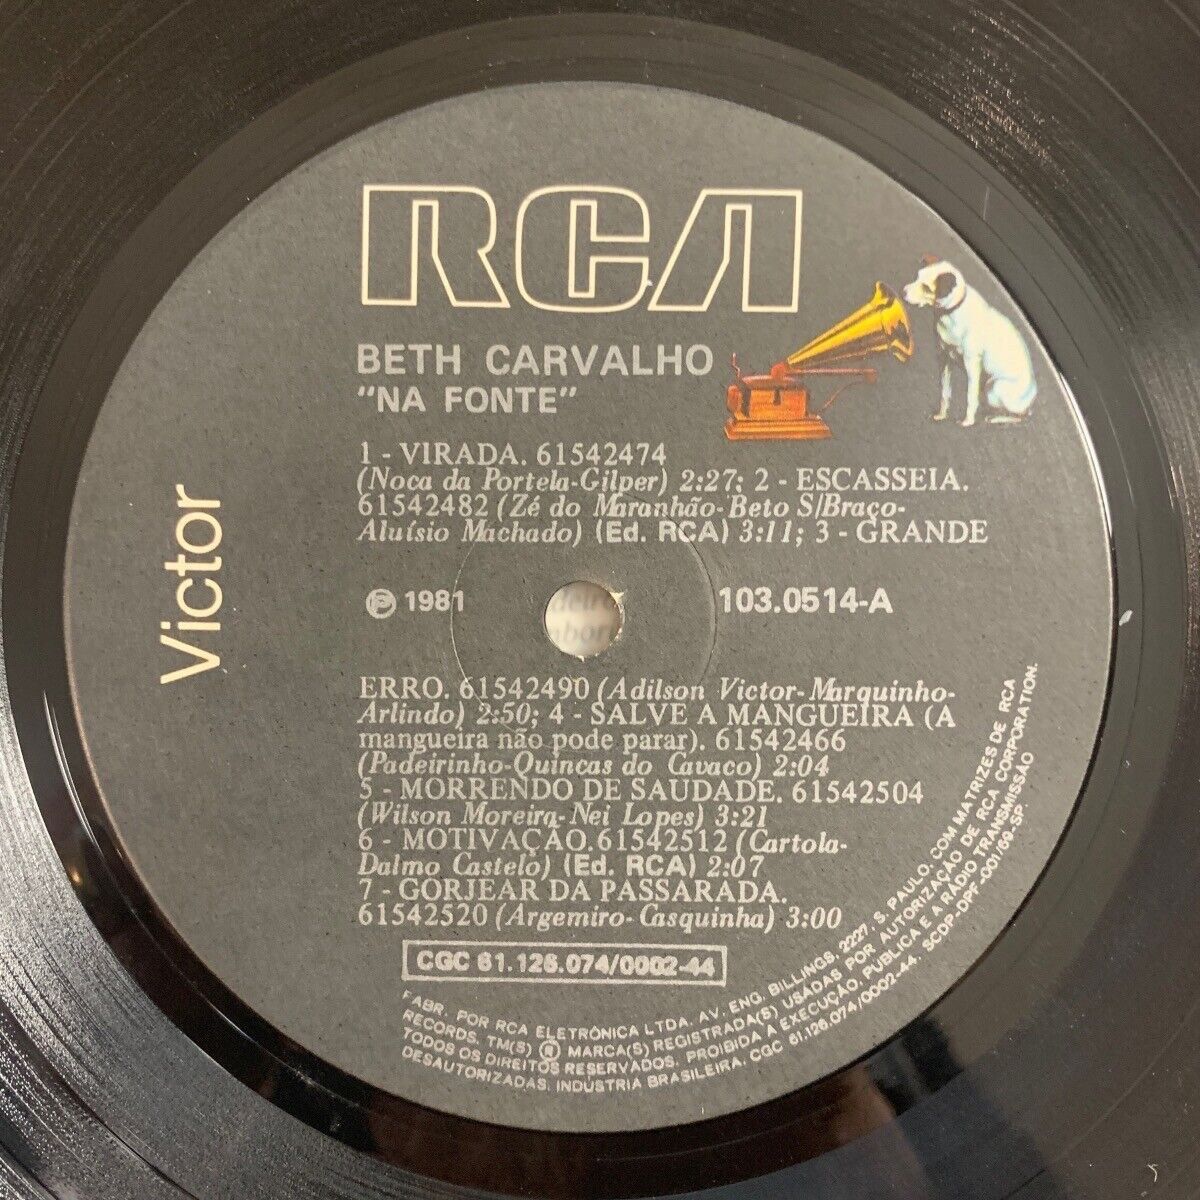 RCA
BETH CARVALHO
"NA FONTE"
Victor
1 - VIRADA. 61542474
(Noca da Portela-Gilper) 2:27; 2 - ESCASSEIA.
61542482 (Zé do Maranhão-Beto S/Braço-
Aluísio Machado) (Ed. RCA) 3:11; 3 - GRANDE
℗ 1981
103.0514-A
ERRO. 61542490 (Adilson Victor-Marquinho-
Arlindo) 2:50; 4 - SALVE A MANGUEIRA (A
mangueira não pode parar). 61542466
(Padeirinho-Quincas do Cavaco) 2:04
5 - MORRENDO DE SAUDADE. 61542504
(Wilson Moreira-Nei Lopes) 3:21
6 - MOTIVAÇÃO.61542512 (Cartola-
Dalmo Castelo) (Ed. RCA) 2:07
7 - GORJEAR DA PASSARADA.
61542520 (Argemiro-Casquinha) 3:00
CGC 61.126.074/0002-44
FABR. POR RCA ELETRÔNICA LTDA. AV. ENG. BILLINGS, 2227, S. PAULO. COM MATRIZES DE RCA
RECORDS. TM(S) ® MARCA(S) REGISTRADA(S) USADAS POR AUTORIZAÇÃO DE RCA CORPORATION.
TODOS OS DIREITOS RESERVADOS. PROIBIDA A EXECUÇÃO, PUBLICA E A RÁDIO TRANSMISSÃO
DESAUTORIZADAS. INDÚSTRIA BRASILEIRA. CGC 61.126.074/0002-44. SCDP-DPF-001/69-SP.